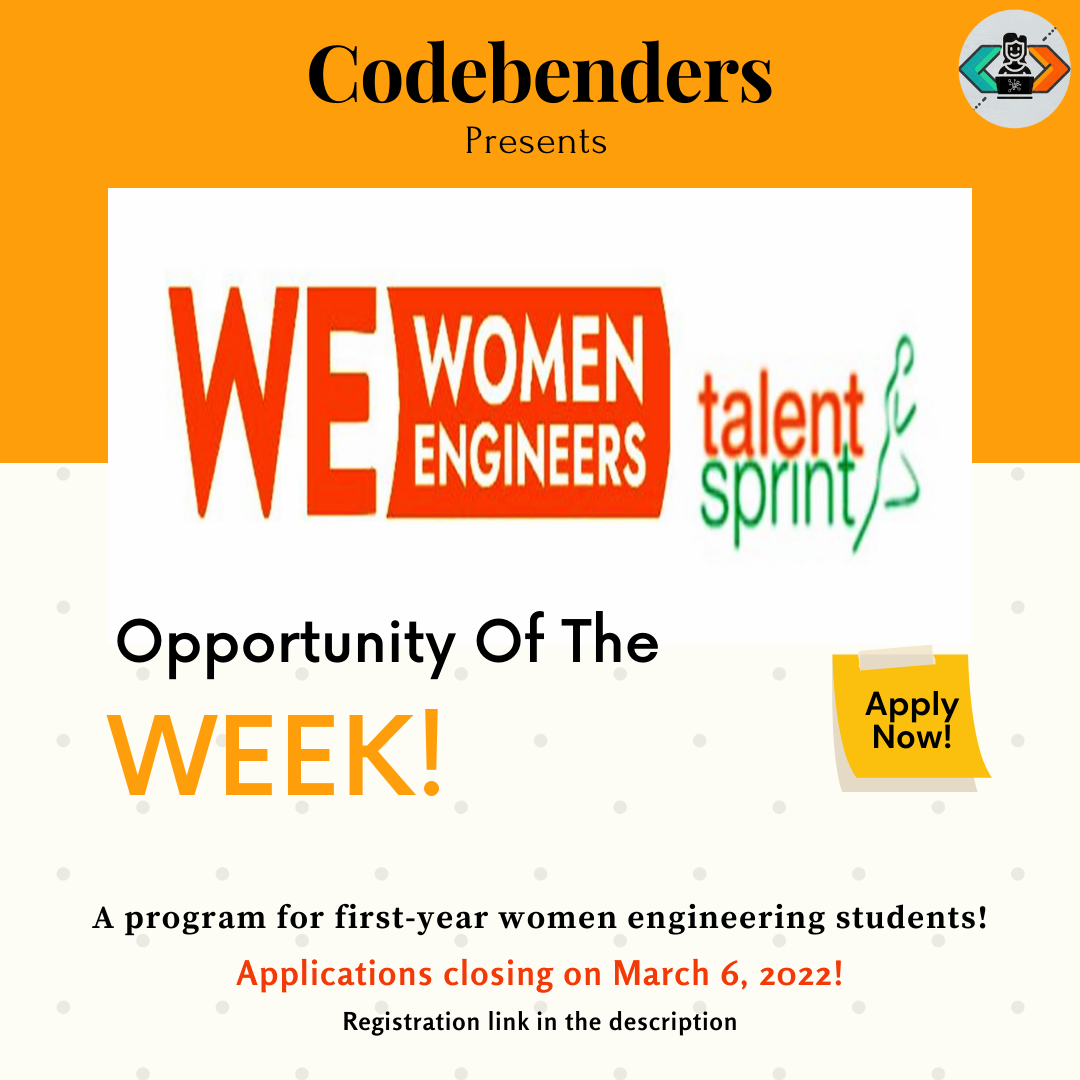 Codebenders
Presents
WE WOMEN
ENGINEERS
talent
sprint
Opportunity Of The
WEEK!
Apply
Now!
A program for first-year women engineering students!
Applications closing on March 6, 2022!
Registration link in the description